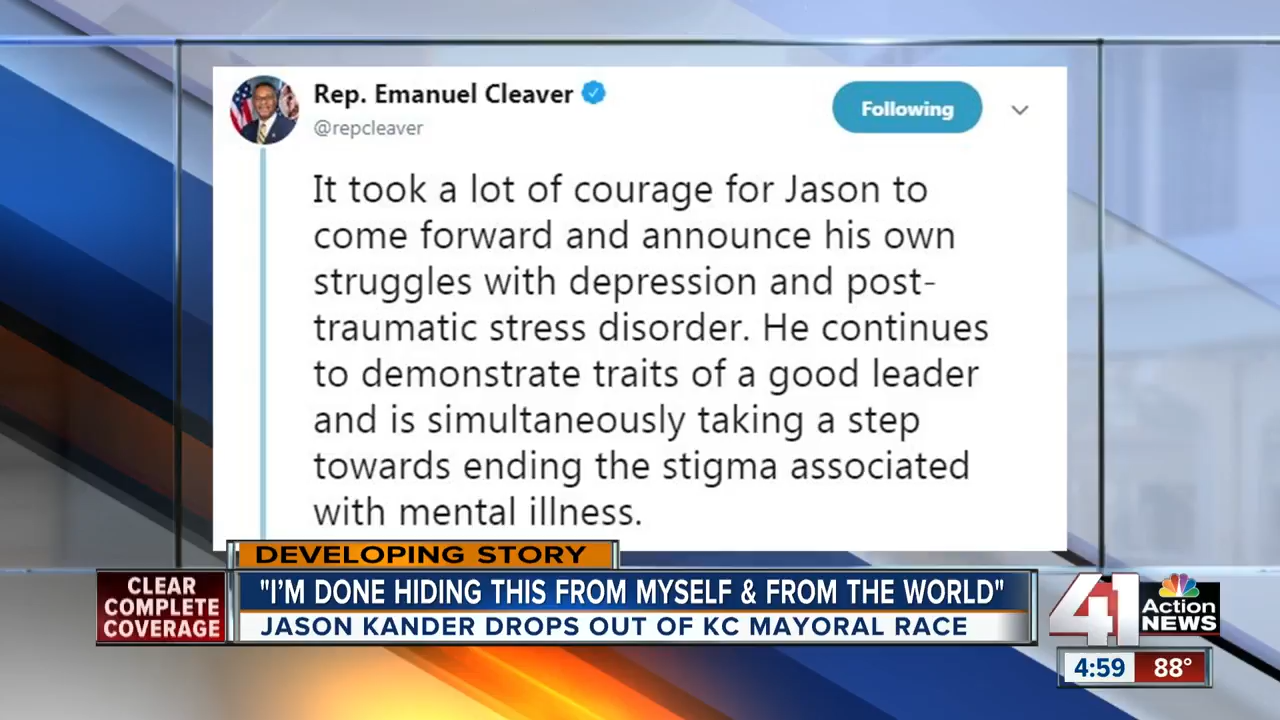 Rep. Emanuel Cleaver
Following
@repcleaver
It took a lot of courage for Jason to
come forward and announce his own
struggles with depression and post-
traumatic stress disorder. He continues
to demonstrate traits of a good leader
and is simultaneously taking a step
towards ending the stigma associated
with mental illness.
DEVELOPING STORY
CLEAR
COMPLETE
COVERAGE
"I'M DONE HIDING THIS FROM MYSELF & FROM THE WORLD"
JASON KANDER DROPS OUT OF KC MAYORAL RACE
41
Action
NEWS
4:59 88°